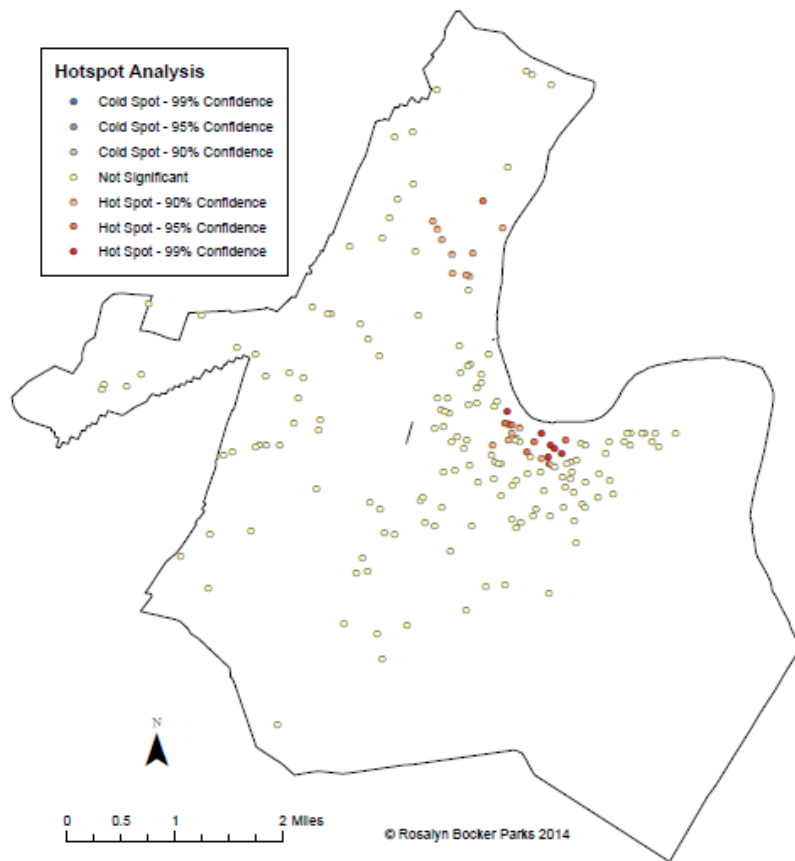 Hotspot Analysis
Cold Spot - 99% Confidence
Cold Spot - 95% Confidence
Cold Spot - 90% Confidence
Not Significant
Hot Spot - 90% Confidence
Hot Spot - 95% Confidence
Hot Spot - 99% Confidence
N
0 0.5 1 2 Miles
© Rosalyn Bocker Parks 2014